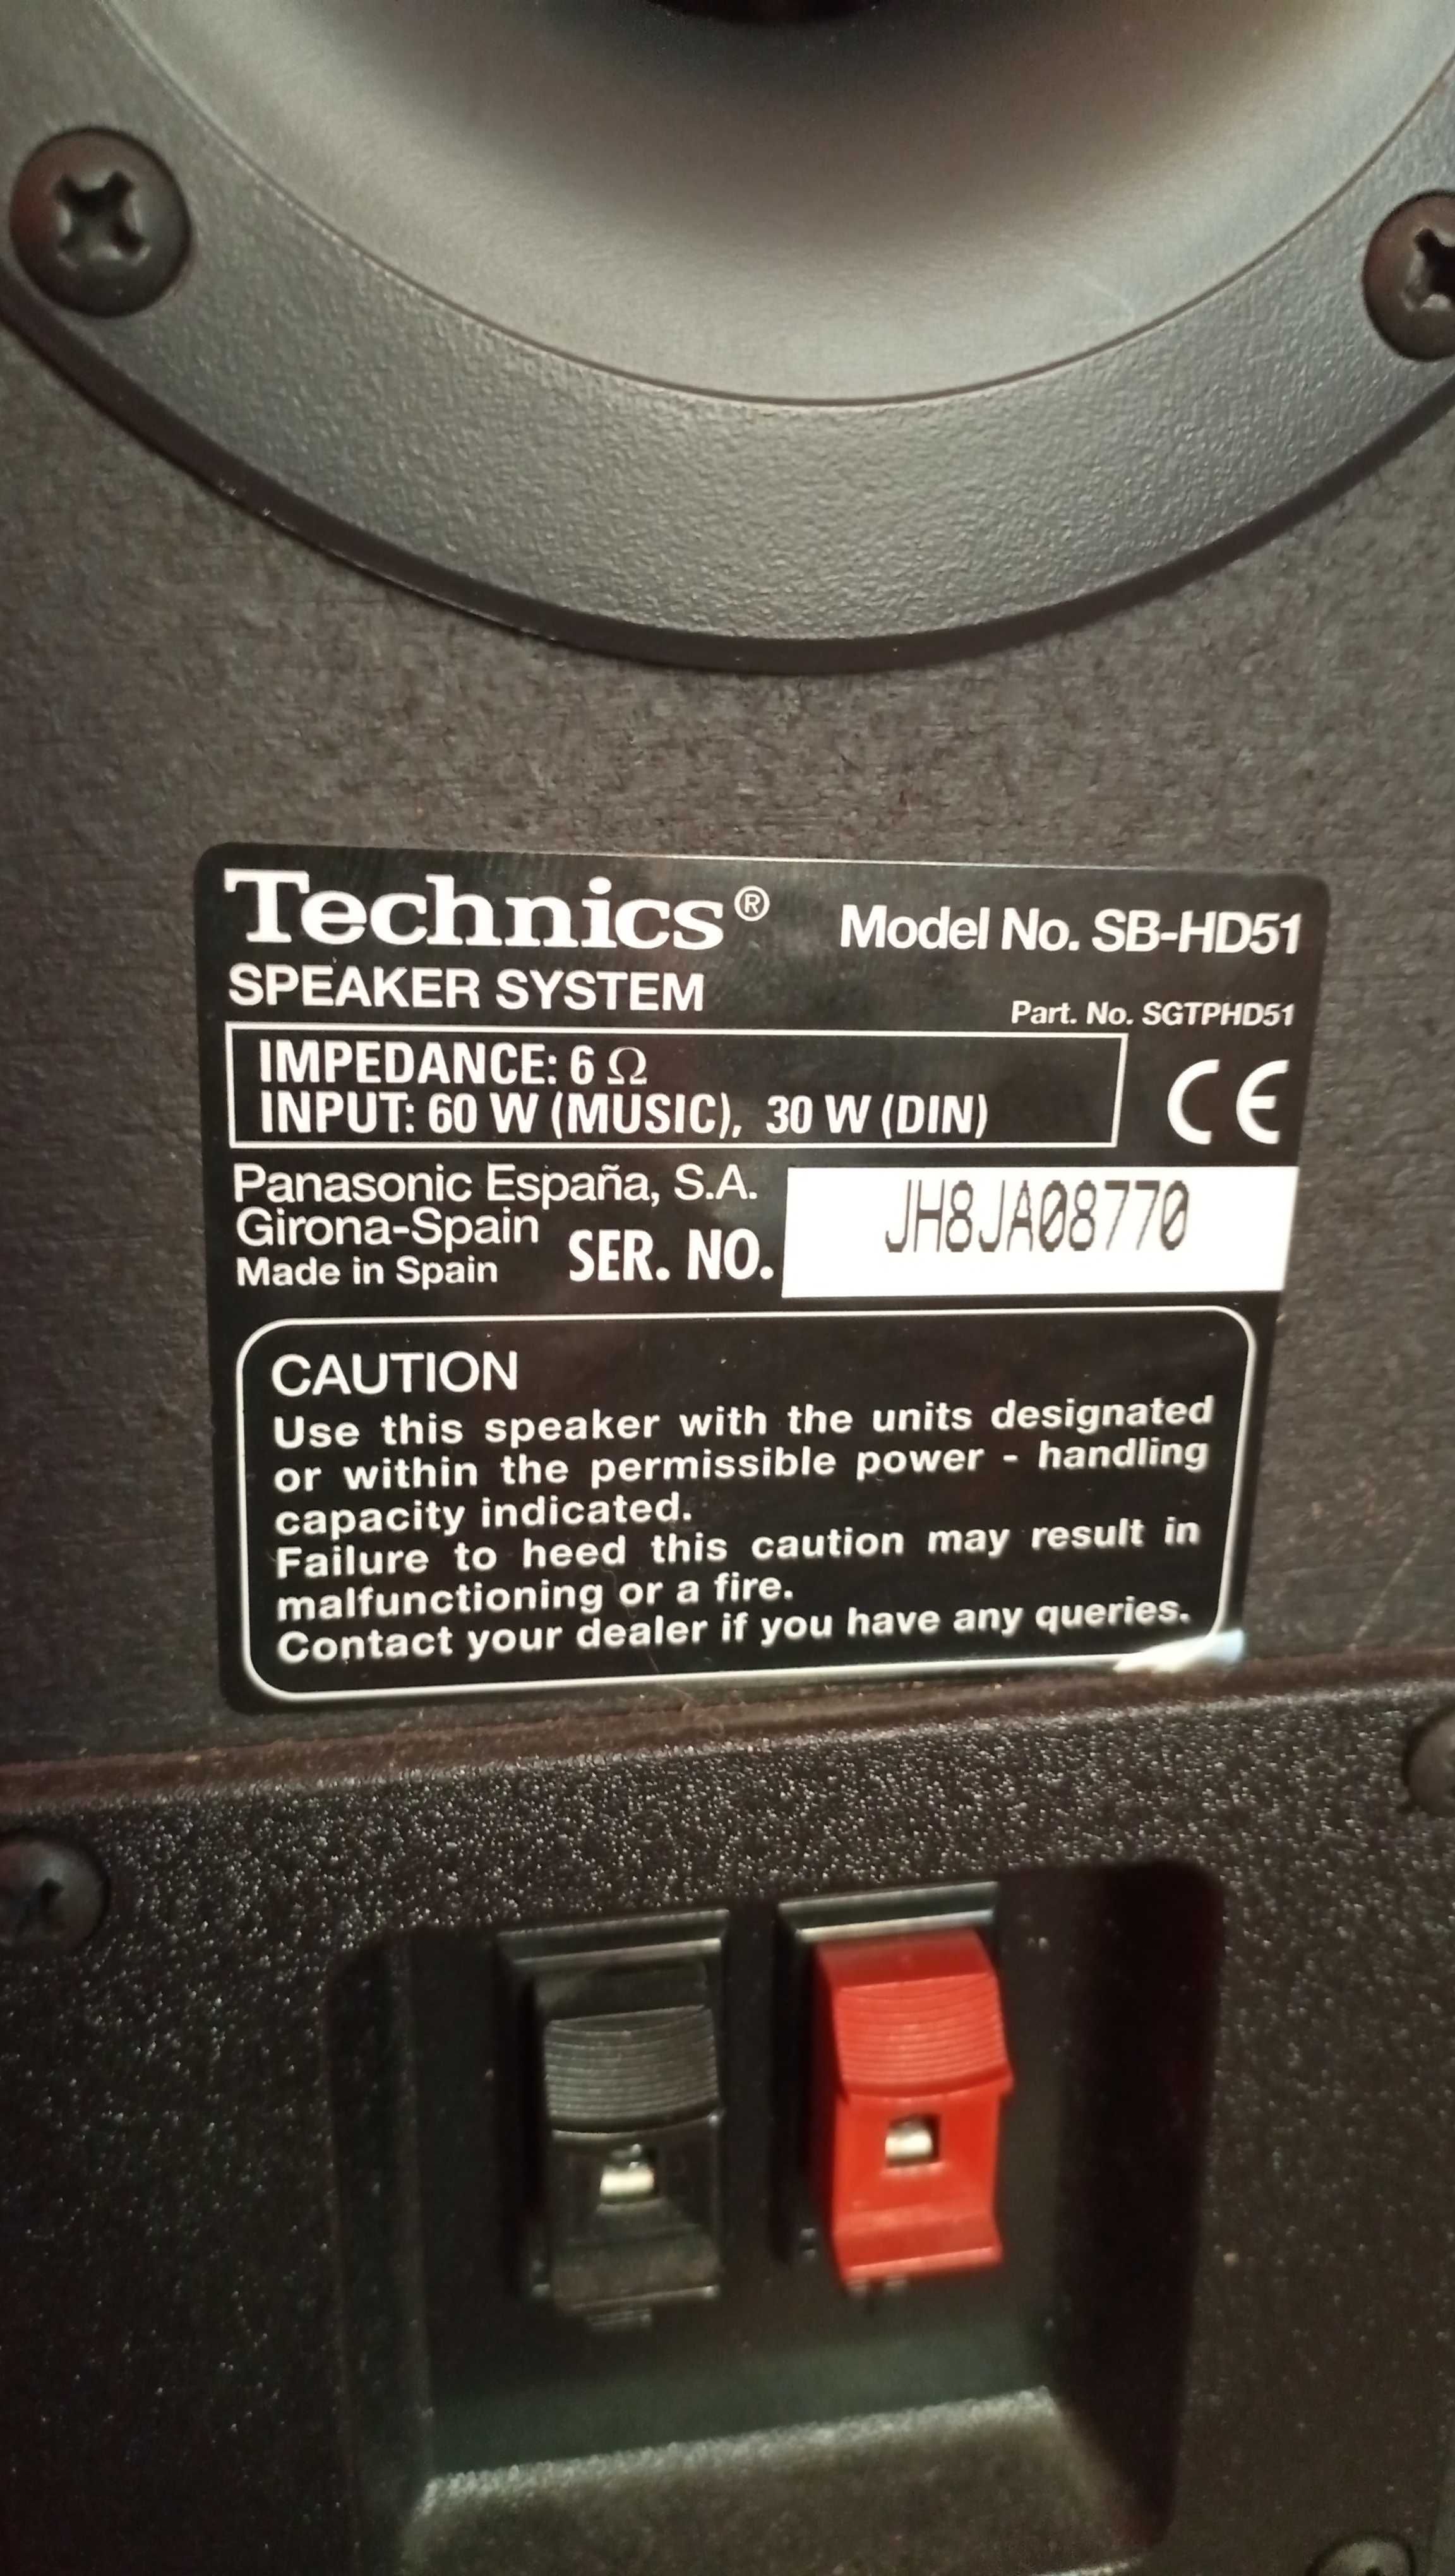 Technics® Model No. SB-HD51
SPEAKER SYSTEM
Part. No. SGTPHD51
IMPEDANCE: 6 Ω
INPUT: 60 W (MUSIC), 30 W (DIN)
CE
Panasonic España, S.A.
Girona-Spain
Made in Spain
SER. NO. JH8JA08770
CAUTION
Use this speaker with the units designated
or within the permissible power - handling
capacity indicated.
Failure to heed this caution may result in
malfunctioning or a fire.
Contact your dealer if you have any queries.